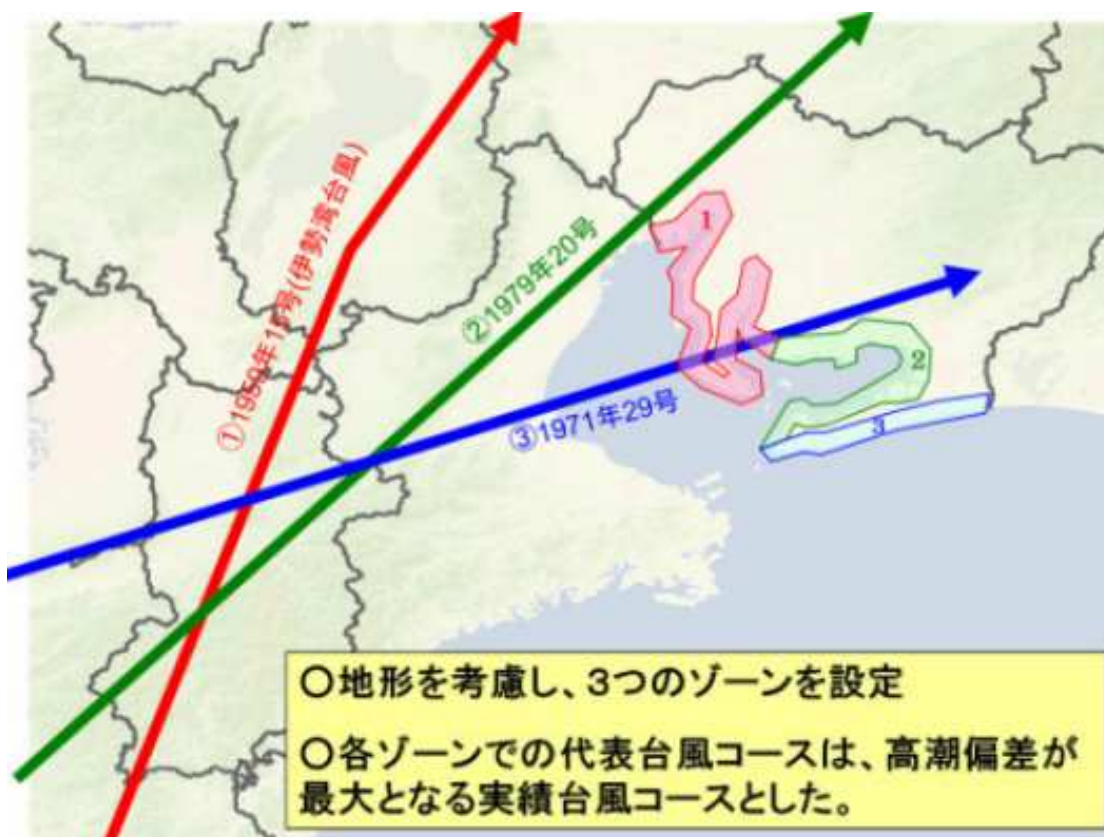 ①1959年15号(伊勢湾台風)
②1979年20号
③1971年29号
1
2
3
○地形を考慮し、3つのゾーンを設定
○各ゾーンでの代表台風コースは、高潮偏差が
最大となる実績台風コースとした。